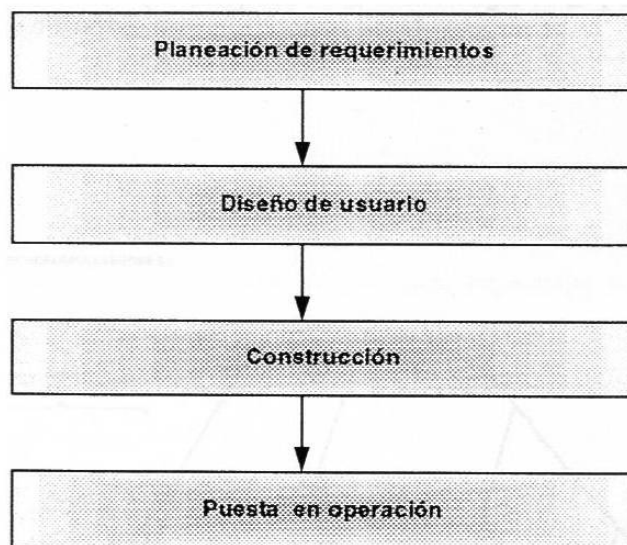 Planeación de requerimientos
Diseño de usuario
Construcción
Puesta en operación